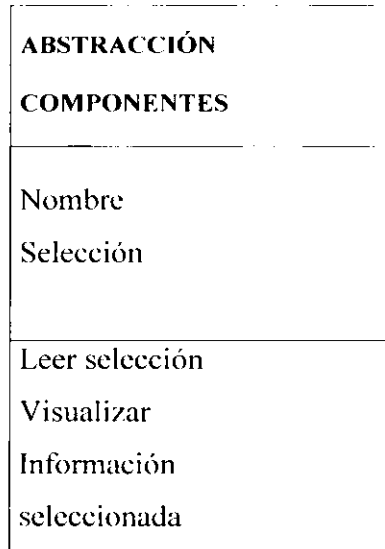 ABSTRACCIÓN
COMPONENTES
Nombre
Selección
Leer selección
Visualizar
Información
seleccionada